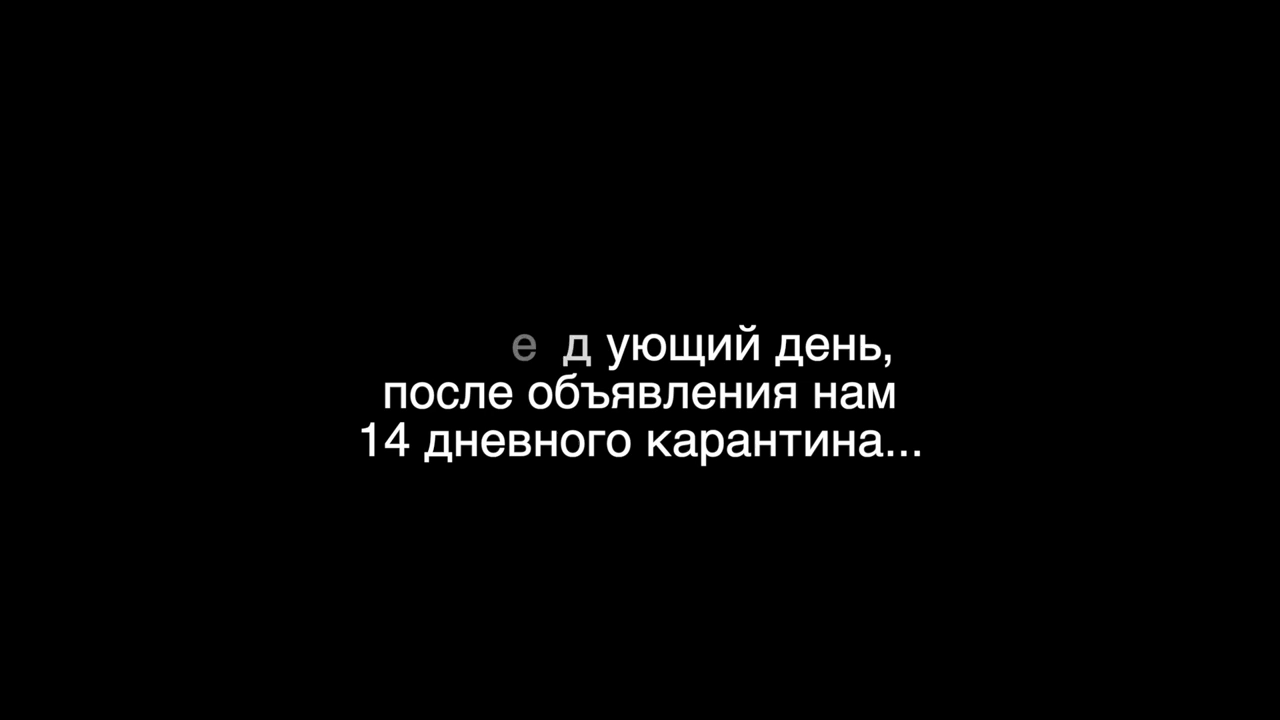 е д ующий день,
после объявления нам
14 дневного карантина...